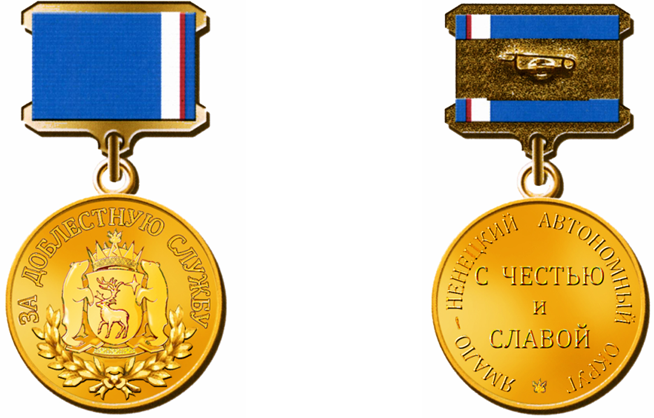 ЗА ДОБЛЕСТНУЮ СЛУЖБУ
ЯМАЛО-НЕНЕЦКИЙ АВТОНОМНЫЙ ОКРУГ
С ЧЕСТЬЮ
и
СЛАВОЙ